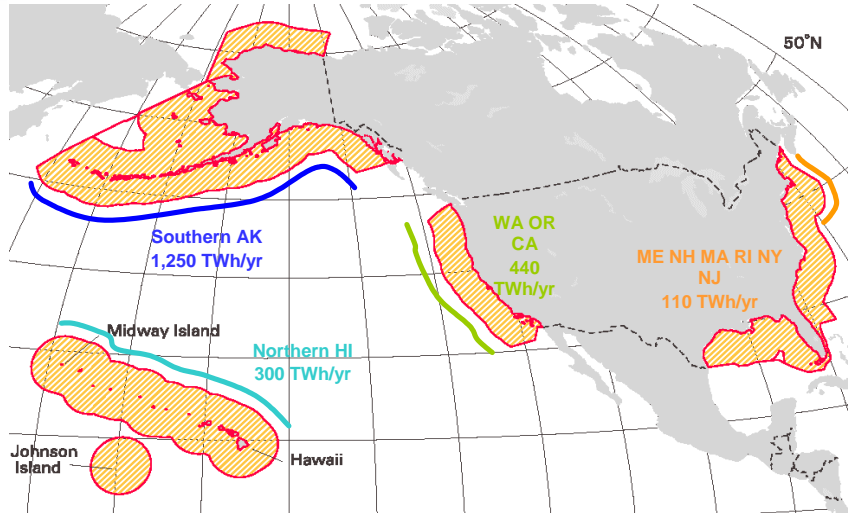 50°N
Southern AK
1,250 TWh/yr
WA OR
CA
440
TWh/yr
ME NH MA RI NY
NJ
110 TWh/yr
Midway Island
Northern HI
300 TWh/yr
Johnson
Island
Hawaii